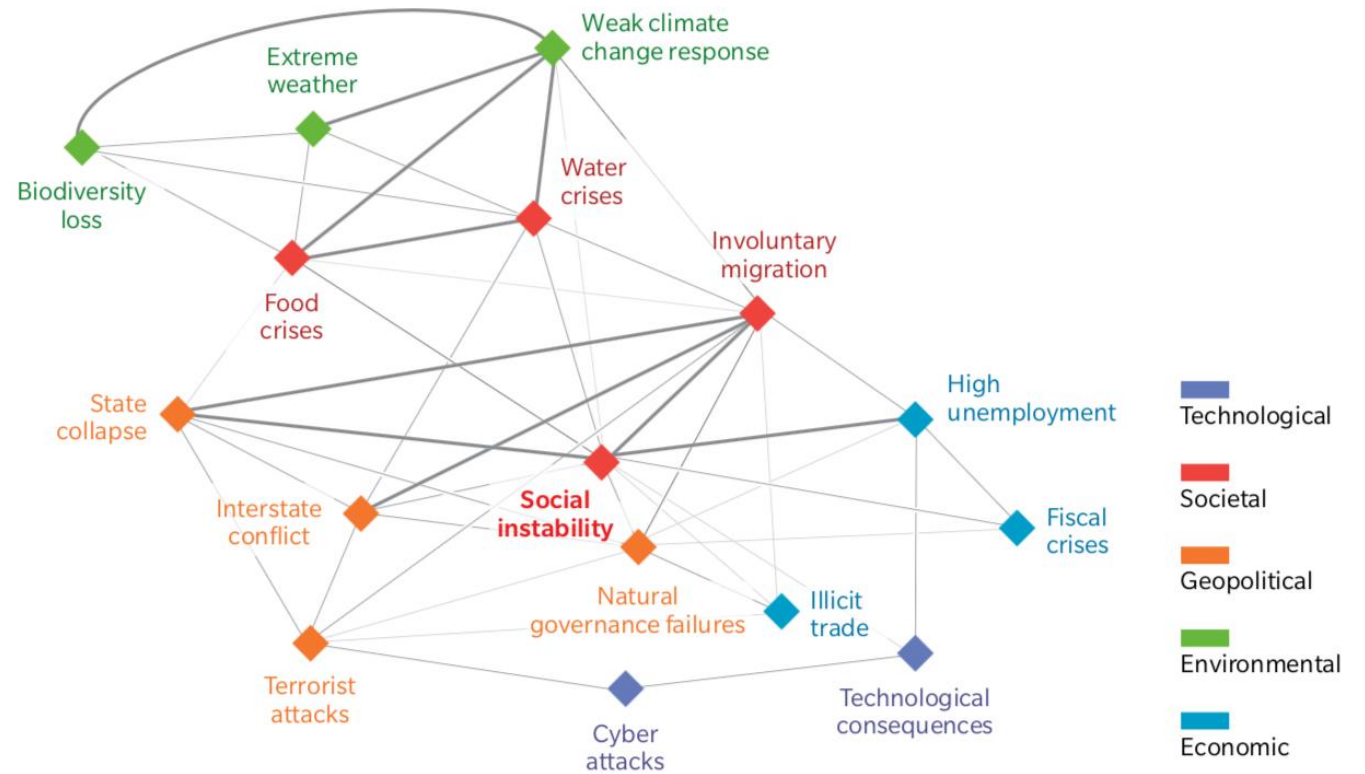 Weak climate
change response
Extreme
weather
Biodiversity
loss
Water
crises
Involuntary
migration
Food
crises
State
collapse
High
unemployment
Interstate
conflict
Social
instability
Fiscal
crises
Natural
governance failures
Illicit
trade
Terrorist
attacks
Cyber
attacks
Technological
consequences
Technological
Societal
Geopolitical
Environmental
Economic